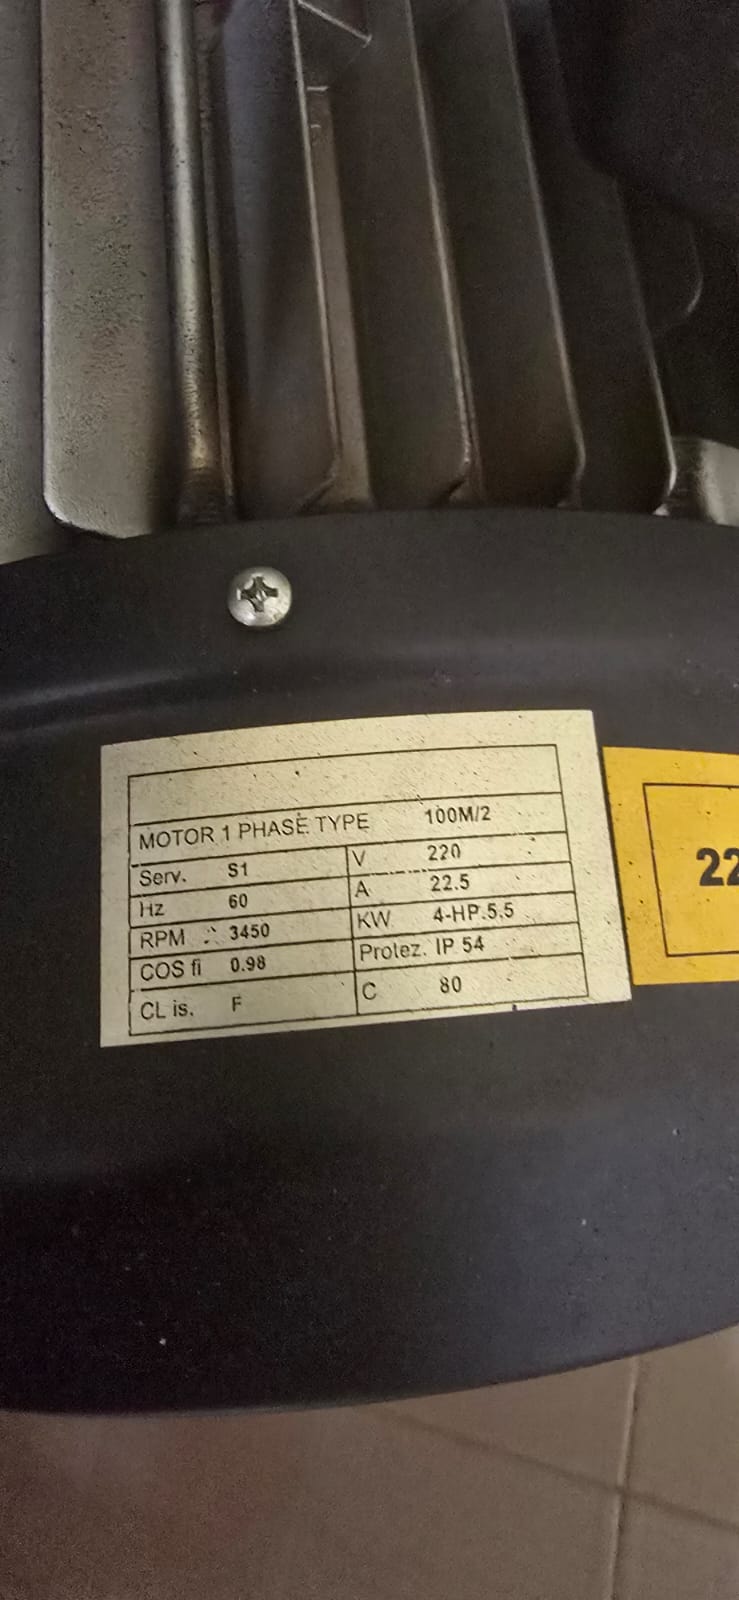 MOTOR 1 PHASE TYPE 100M/2
Serv. S1 V 220
Hz 60 A 22.5
RPM 3450 KW 4-HP.5.5
COS fi 0.98 Protez. IP 54
CL is. F C 80
22